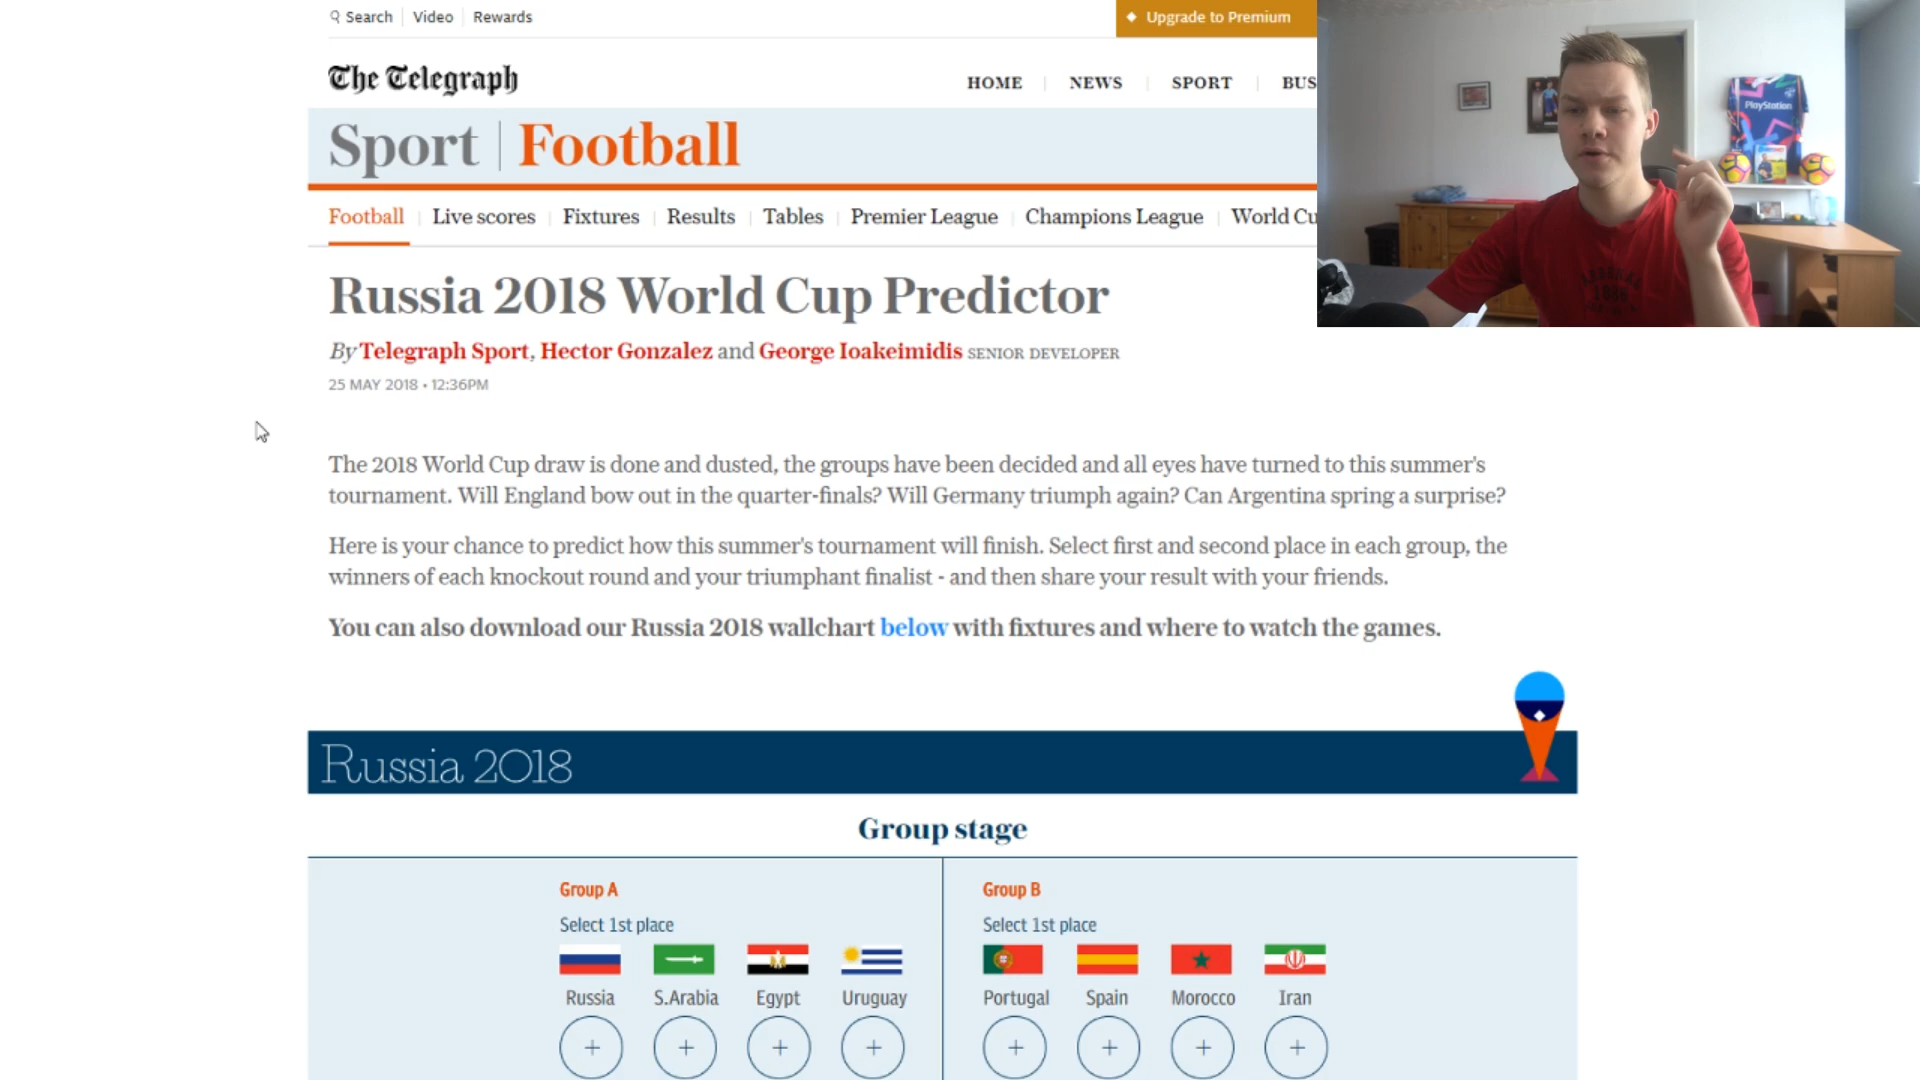 Search
Video
Rewards
Upgrade to Premium
The Telegraph
HOME
NEWS
SPORT
BUS
Sport
Football
Football
Live scores
Fixtures
Results
Tables
Premier League
Champions League
World Cu
Russia 2018 World Cup Predictor
By Telegraph Sport, Hector Gonzalez and George Ioakeimidis SENIOR DEVELOPER
25 MAY 2018 • 12:36PM
The 2018 World Cup draw is done and dusted, the groups have been decided and all eyes have turned to this summer's
tournament. Will England bow out in the quarter-finals? Will Germany triumph again? Can Argentina spring a surprise?
Here is your chance to predict how this summer's tournament will finish. Select first and second place in each group, the
winners of each knockout round and your triumphant finalist - and then share your result with your friends.
You can also download our Russia 2018 wallchart below with fixtures and where to watch the games.
Russia 2018
Group stage
Group A
Select 1st place
Russia
S.Arabia
Egypt
Uruguay
Group B
Select 1st place
Portugal
Spain
Morocco
Iran
PlayStation
ARSENAL
1886